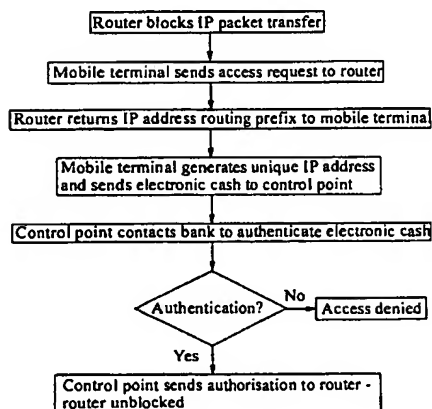 Router blocks IP packet transfer
Mobile terminal sends access request to router
Router returns IP address routing prefix to mobile terminal
Mobile terminal generates unique IP address
and sends electronic cash to control point
Control point contacts bank to authenticate electronic cash
Authentication?
No
Access denied
Yes
Control point sends authorisation to router -
router unblocked